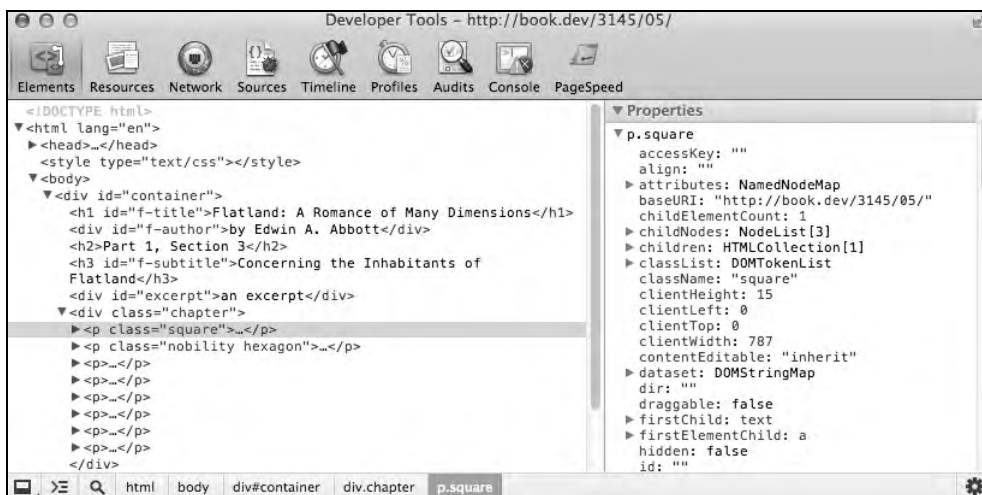 Developer Tools - http://book.dev/3145/05/
Elements Resources Network Sources Timeline Profiles Audits Console PageSpeed
<!DOCTYPE html>
▼<html lang="en">
▶<head>…</head>
<style type="text/css"></style>
▼<body>
▼<div id="container">
<h1 id="f-title">Flatland: A Romance of Many Dimensions</h1>
<div id="f-author">by Edwin A. Abbott</div>
<h2>Part 1, Section 3</h2>
<h3 id="f-subtitle">Concerning the Inhabitants of
Flatland</h3>
<div id="excerpt">an excerpt</div>
▼<div class="chapter">
▶<p class="square">…</p>
▶<p class="nobility hexagon">…</p>
▶<p>…</p>
▶<p>…</p>
▶<p>…</p>
▶<p>…</p>
▶<p>…</p>
▶<p>…</p>
</div>
▼ Properties
▼ p.square
accessKey: ""
align: ""
▶ attributes: NamedNodeMap
baseURI: "http://book.dev/3145/05/"
childElementCount: 1
▶ childNodes: NodeList[3]
▶ children: HTMLCollection[1]
▶ classList: DOMTokenList
className: "square"
clientHeight: 15
clientLeft: 0
clientTop: 0
clientWidth: 787
contentEditable: "inherit"
▶ dataset: DOMStringMap
dir: ""
draggable: false
▶ firstChild: text
▶ firstElementChild: a
hidden: false
id: ""
html body div#container div.chapter p.square